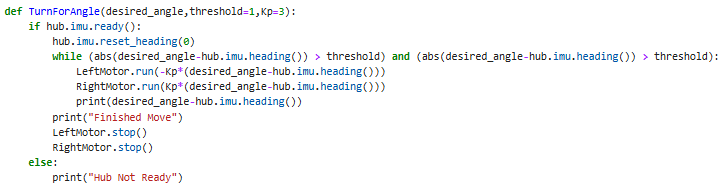 def TurnForAngle(desired_angle,threshold=1,Kp=3):
    if hub.imu.ready():
        hub.imu.reset_heading(0)
        while (abs(desired_angle-hub.imu.heading()) > threshold) and (abs(desired_angle-hub.imu.heading()) > threshold):
            LeftMotor.run(-Kp*(desired_angle-hub.imu.heading()))
            RightMotor.run(Kp*(desired_angle-hub.imu.heading()))
            print(desired_angle-hub.imu.heading())
        print("Finished Move")
        LeftMotor.stop()
        RightMotor.stop()
    else:
        print("Hub Not Ready")